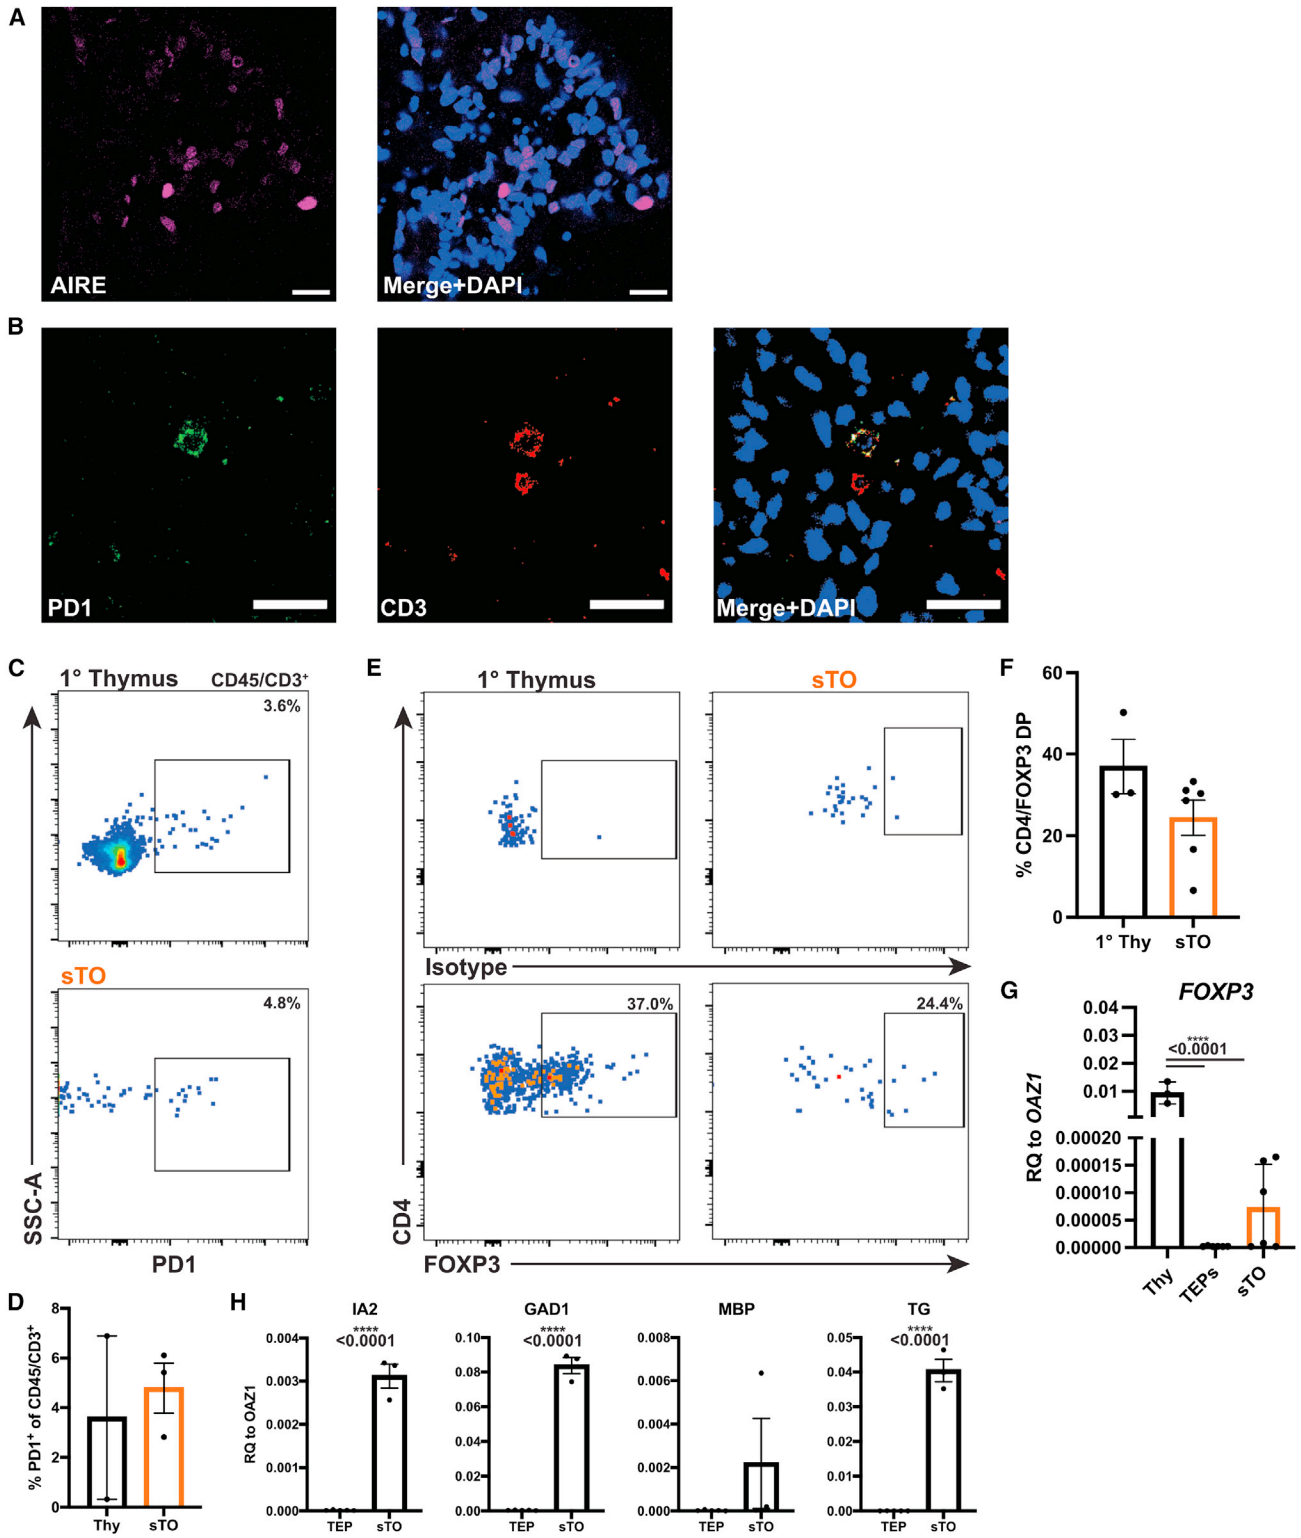 A
AIRE
Merge+DAPI
B
PD1
CD3
Merge+DAPI
C
1° Thymus
CD45/CD3⁺
3.6%
sTO
4.8%
SSC-A
PD1
E
1° Thymus
sTO
Isotype
37.0%
24.4%
CD4
FOXP3
F
60
40
20
0
% CD4/FOXP3 DP
1° Thy
sTO
G
FOXP3
0.04
0.03
0.02
0.01
0.00020
0.00015
0.00010
0.00005
0.00000
****
<0.0001
RQ to OAZ1
Thy
TEPs
sTO
D
8
6
4
2
0
% PD1⁺ of CD45/CD3⁺
Thy
sTO
H
RQ to OAZ1
IA2
****
<0.0001
0.004
0.003
0.002
0.001
0.000
TEP
sTO
GAD1
****
<0.0001
0.10
0.08
0.06
0.04
0.02
0.00
TEP
sTO
MBP
0.008
0.006
0.004
0.002
0.000
TEP
sTO
TG
****
<0.0001
0.05
0.04
0.03
0.02
0.01
0.00
TEP
sTO